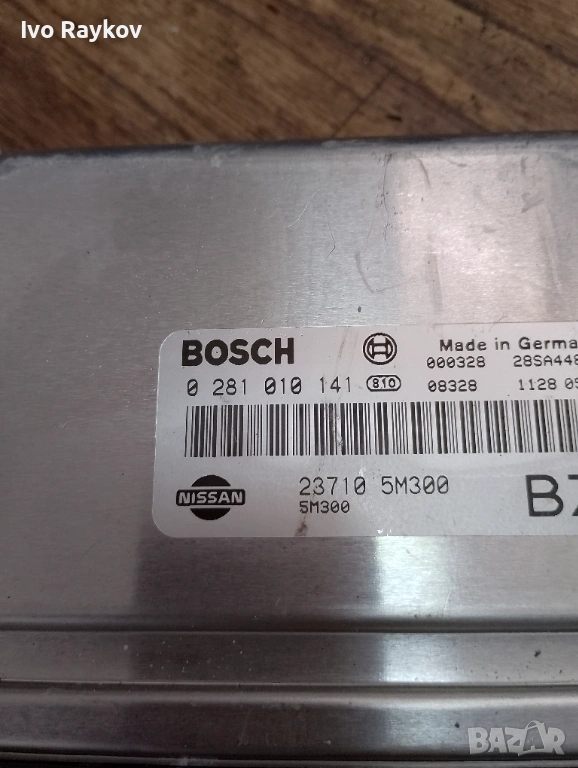 Ivo Raykov
BOSCH
Made in Germa
000328 28SA448
0 281 010 141 810 08328 1128 05
NISSAN
23710 5M300
5M300
BAZAR